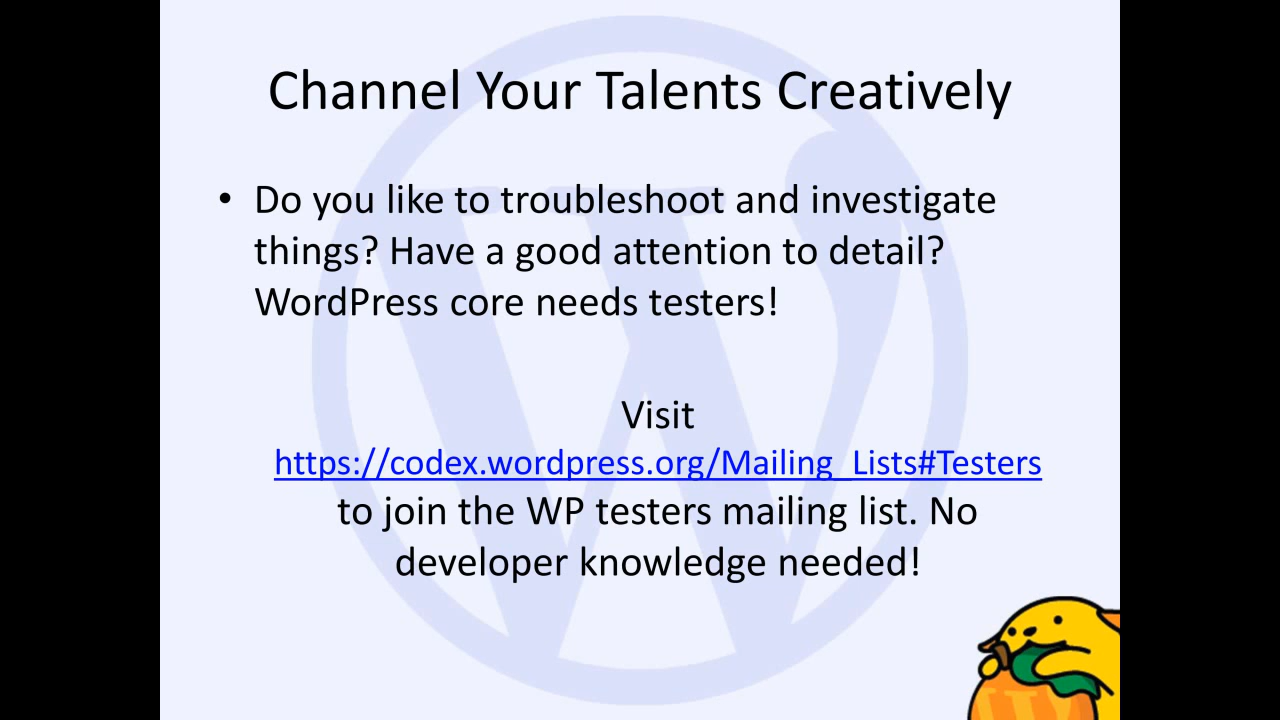 Channel Your Talents Creatively
• Do you like to troubleshoot and investigate
things? Have a good attention to detail?
WordPress core needs testers!
Visit
https://codex.wordpress.org/Mailing_Lists#Testers
to join the WP testers mailing list. No
developer knowledge needed!